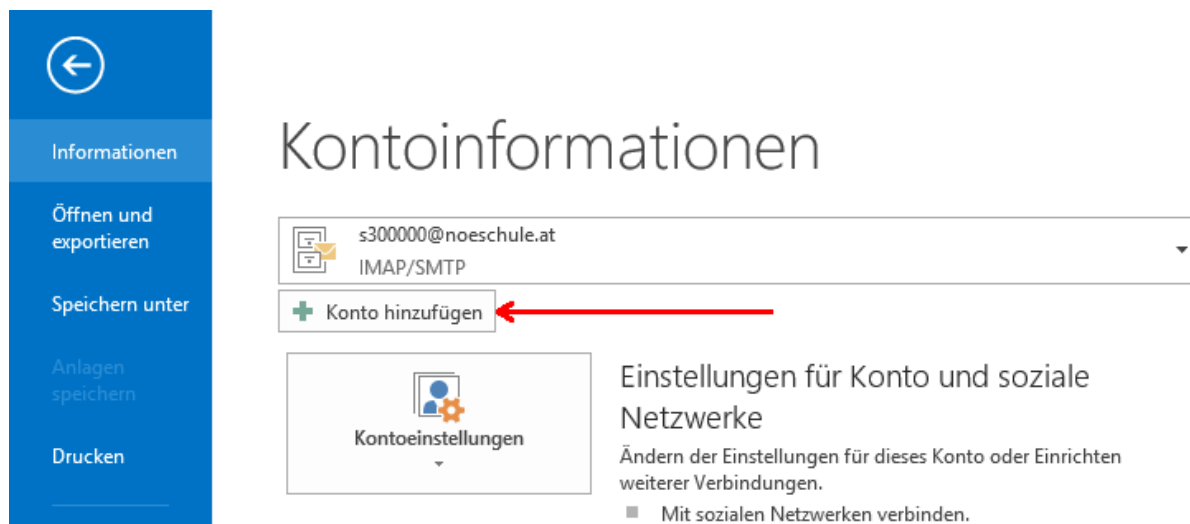 Informationen
Öffnen und
exportieren
Speichern unter
Anlagen
speichern
Drucken
Kontoinformationen
s300000@noeschule.at
IMAP/SMTP
Konto hinzufügen
Kontoeinstellungen
Einstellungen für Konto und soziale
Netzwerke
Ändern der Einstellungen für dieses Konto oder Einrichten
weiterer Verbindungen.
Mit sozialen Netzwerken verbinden.